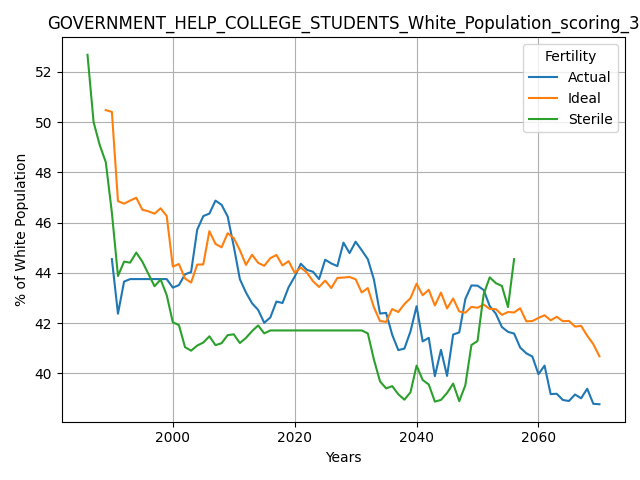 GOVERNMENT_HELP_COLLEGE_STUDENTS_White_Population_scoring_3
Fertility
Actual
Ideal
Sterile
52
50
48
46
44
42
40
% of White Population
2000
2020
2040
2060
Years